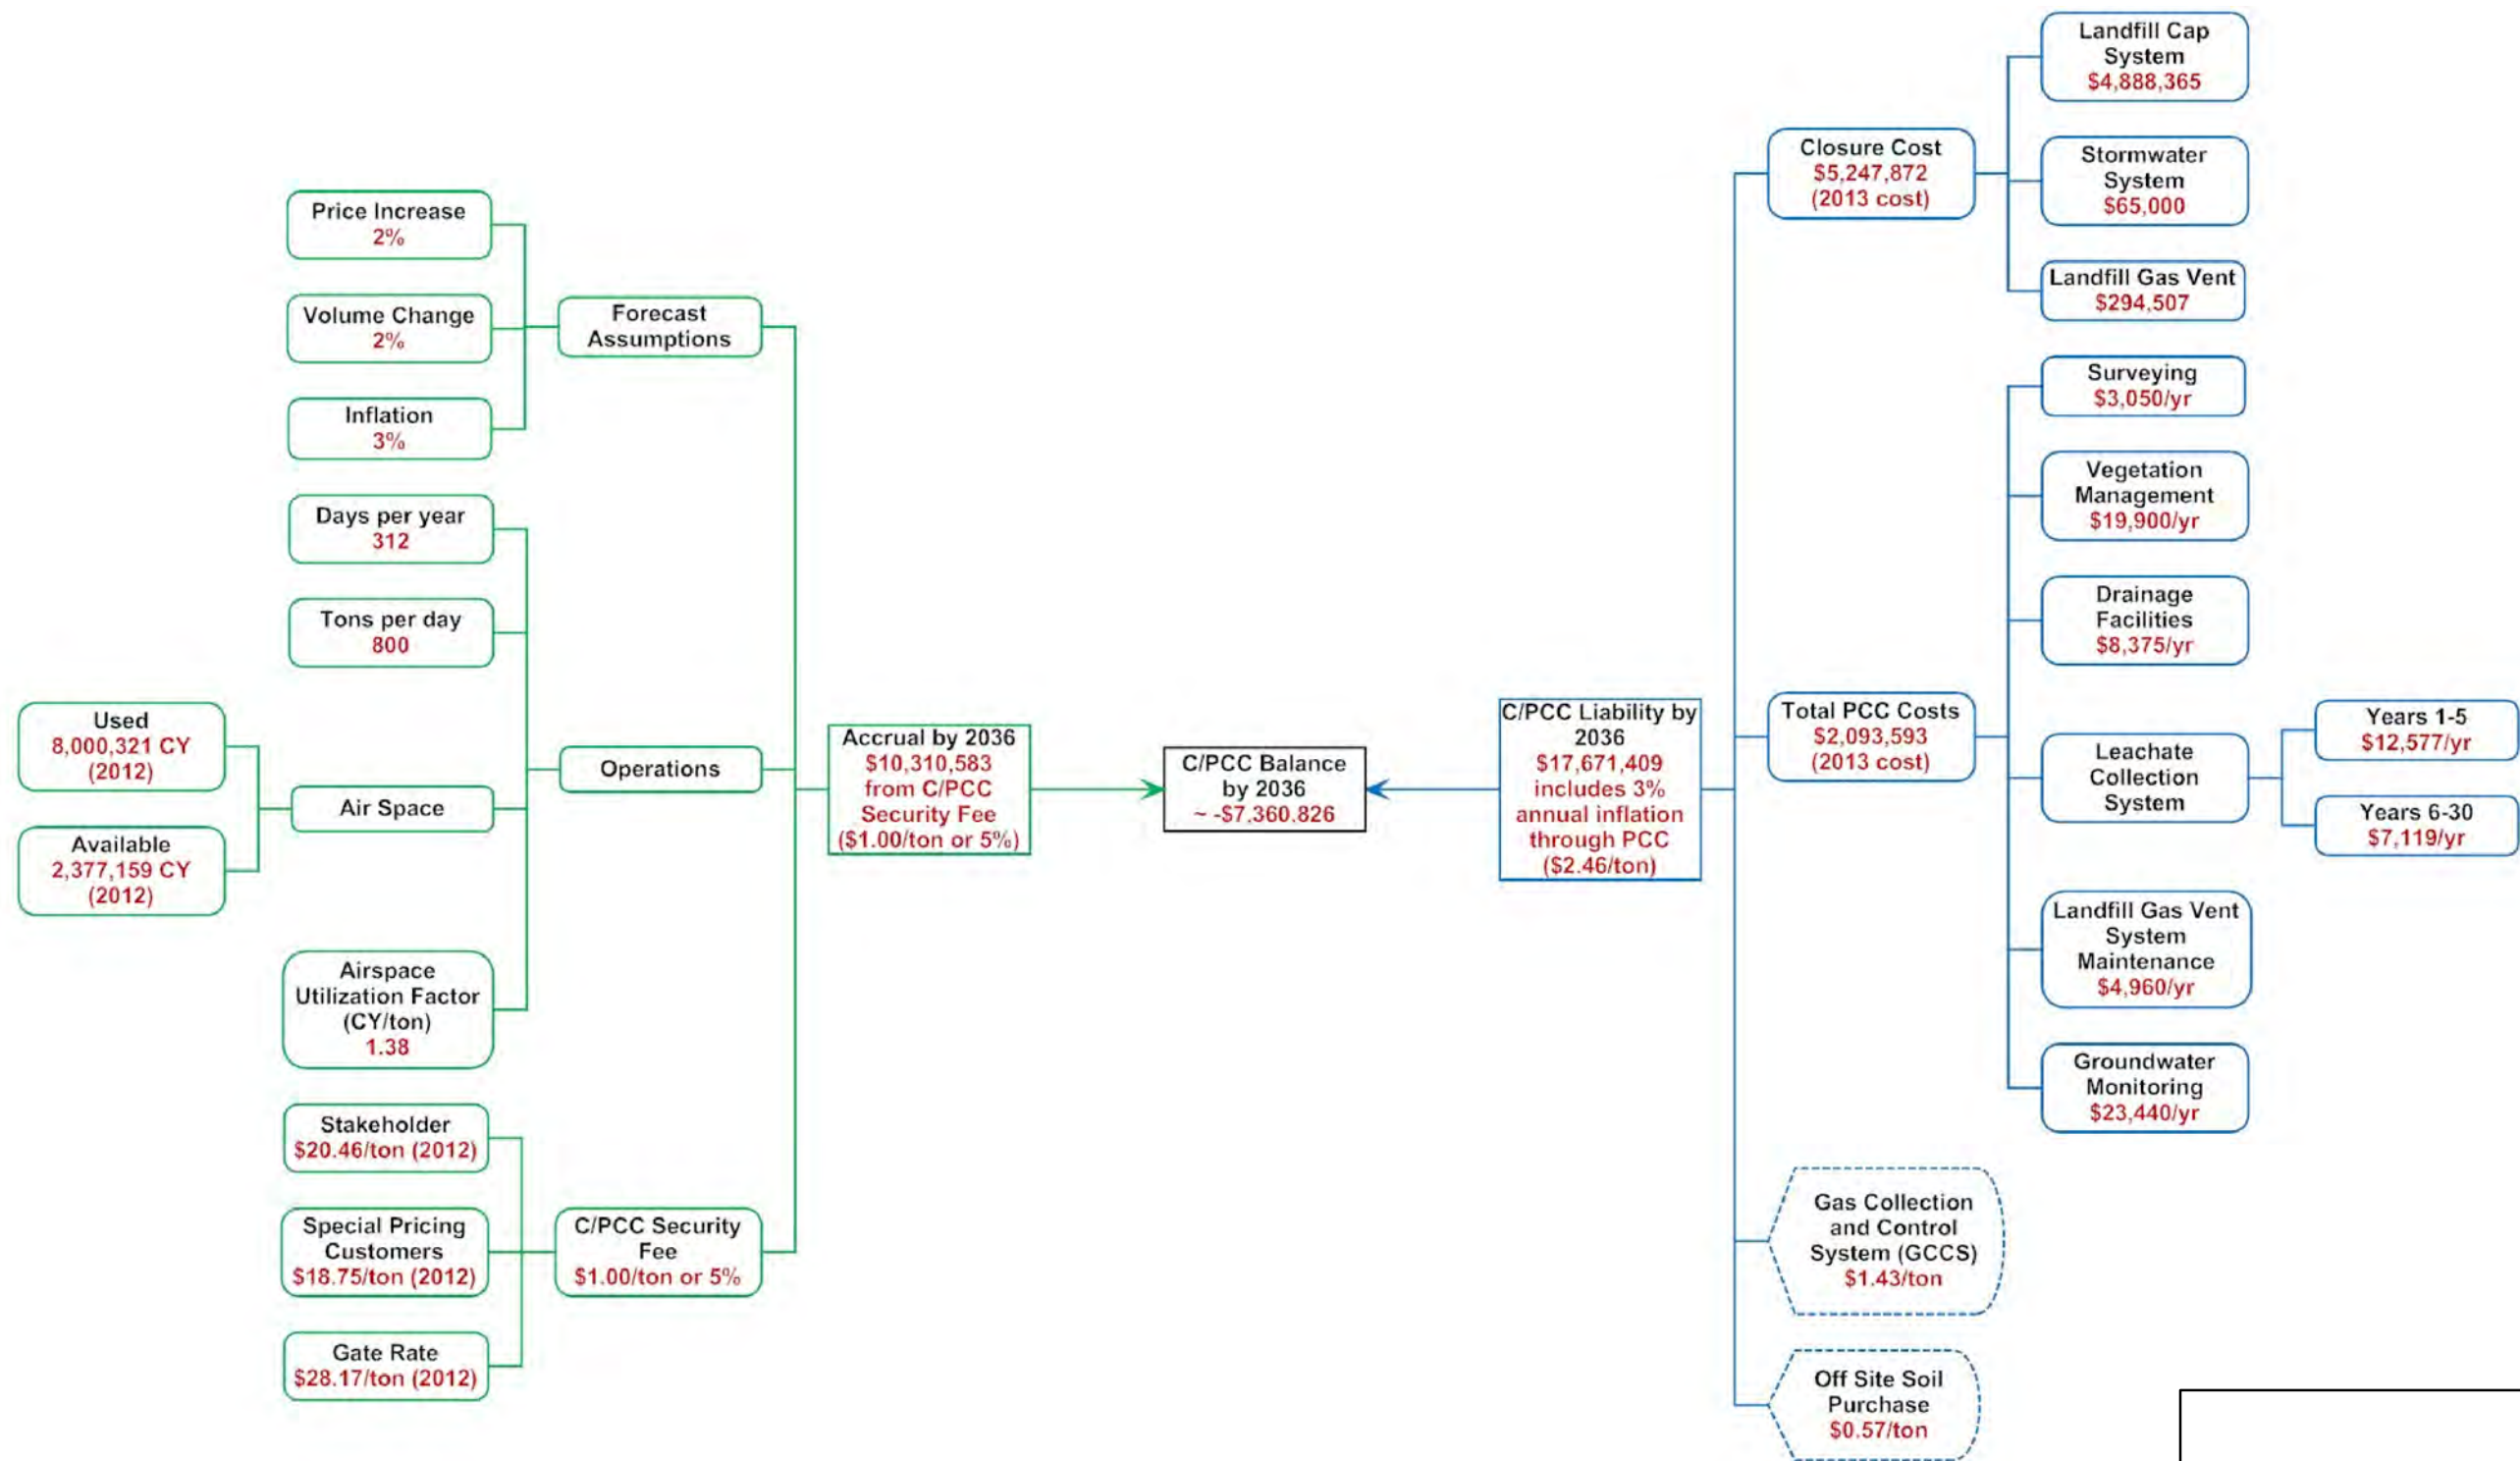 Price Increase
2%
Volume Change
2%
Inflation
3%
Forecast
Assumptions
Days per year
312
Tons per day
800
Used
8,000,321 CY
(2012)
Available
2,377,159 CY
(2012)
Air Space
Airspace
Utilization Factor
(CY/ton)
1.38
Operations
Stakeholder
$20.46/ton (2012)
Special Pricing
Customers
$18.75/ton (2012)
Gate Rate
$28.17/ton (2012)
C/PCC Security
Fee
$1.00/ton or 5%
Accrual by 2036
$10,310,583
from C/PCC
Security Fee
($1.00/ton or 5%)
C/PCC Balance
by 2036
~ -$7,360.826
C/PCC Liability by
2036
$17,671,409
includes 3%
annual inflation
through PCC
($2.46/ton)
Closure Cost
$5,247,872
(2013 cost)
Landfill Cap
System
$4,888,365
Stormwater
System
$65,000
Landfill Gas Vent
$294,507
Total PCC Costs
$2,093,593
(2013 cost)
Surveying
$3,050/yr
Vegetation
Management
$19,900/yr
Drainage
Facilities
$8,375/yr
Leachate
Collection
System
Years 1-5
$12,577/yr
Years 6-30
$7,119/yr
Landfill Gas Vent
System
Maintenance
$4,960/yr
Groundwater
Monitoring
$23,440/yr
Gas Collection
and Control
System (GCCS)
$1.43/ton
Off Site Soil
Purchase
$0.57/ton